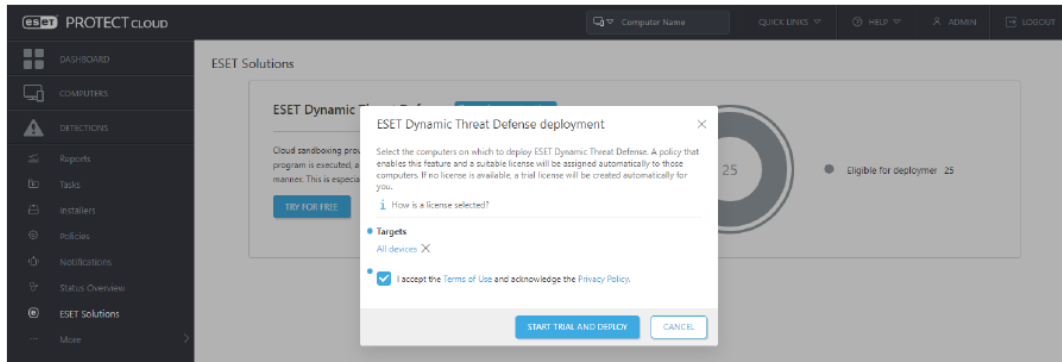 eset PROTECT CLOUD
Computer Name
QUICK LINKS
HELP
ADMIN
LOGOUT
DASHBOARD
COMPUTERS
DETECTIONS
Reports
Tasks
Installers
Policies
Notifications
Status Overview
ESET Solutions
More
ESET Solutions
ESET Dynamic
Cloud sandboxing
program is executed, a
manner. This is especia
TRY FOR FREE
25
Eligible for deploymer 25
ESET Dynamic Threat Defense deployment
Select the computers on which to deploy ESET Dynamic Threat Defense. A policy that
enables this feature and a suitable license will be assigned automatically to those
computers. If no license is available, a trial license will be created automatically for
you.
How is a license selected?
Targets
All devices
I accept the Terms of Use and acknowledge the Privacy Policy.
START TRIAL AND DEPLOY
CANCEL